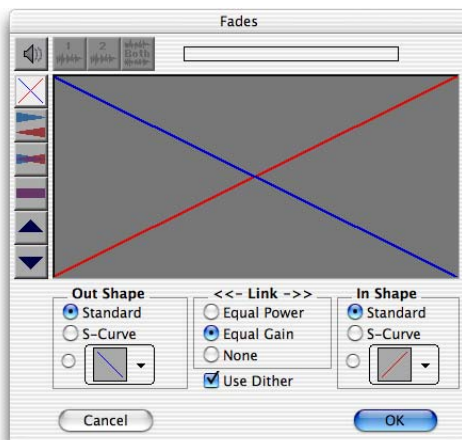 Fades
1
2
Both
Out Shape
Standard
S-Curve
<<- Link ->>
Equal Power
Equal Gain
None
Use Dither
In Shape
Standard
S-Curve
Cancel
OK